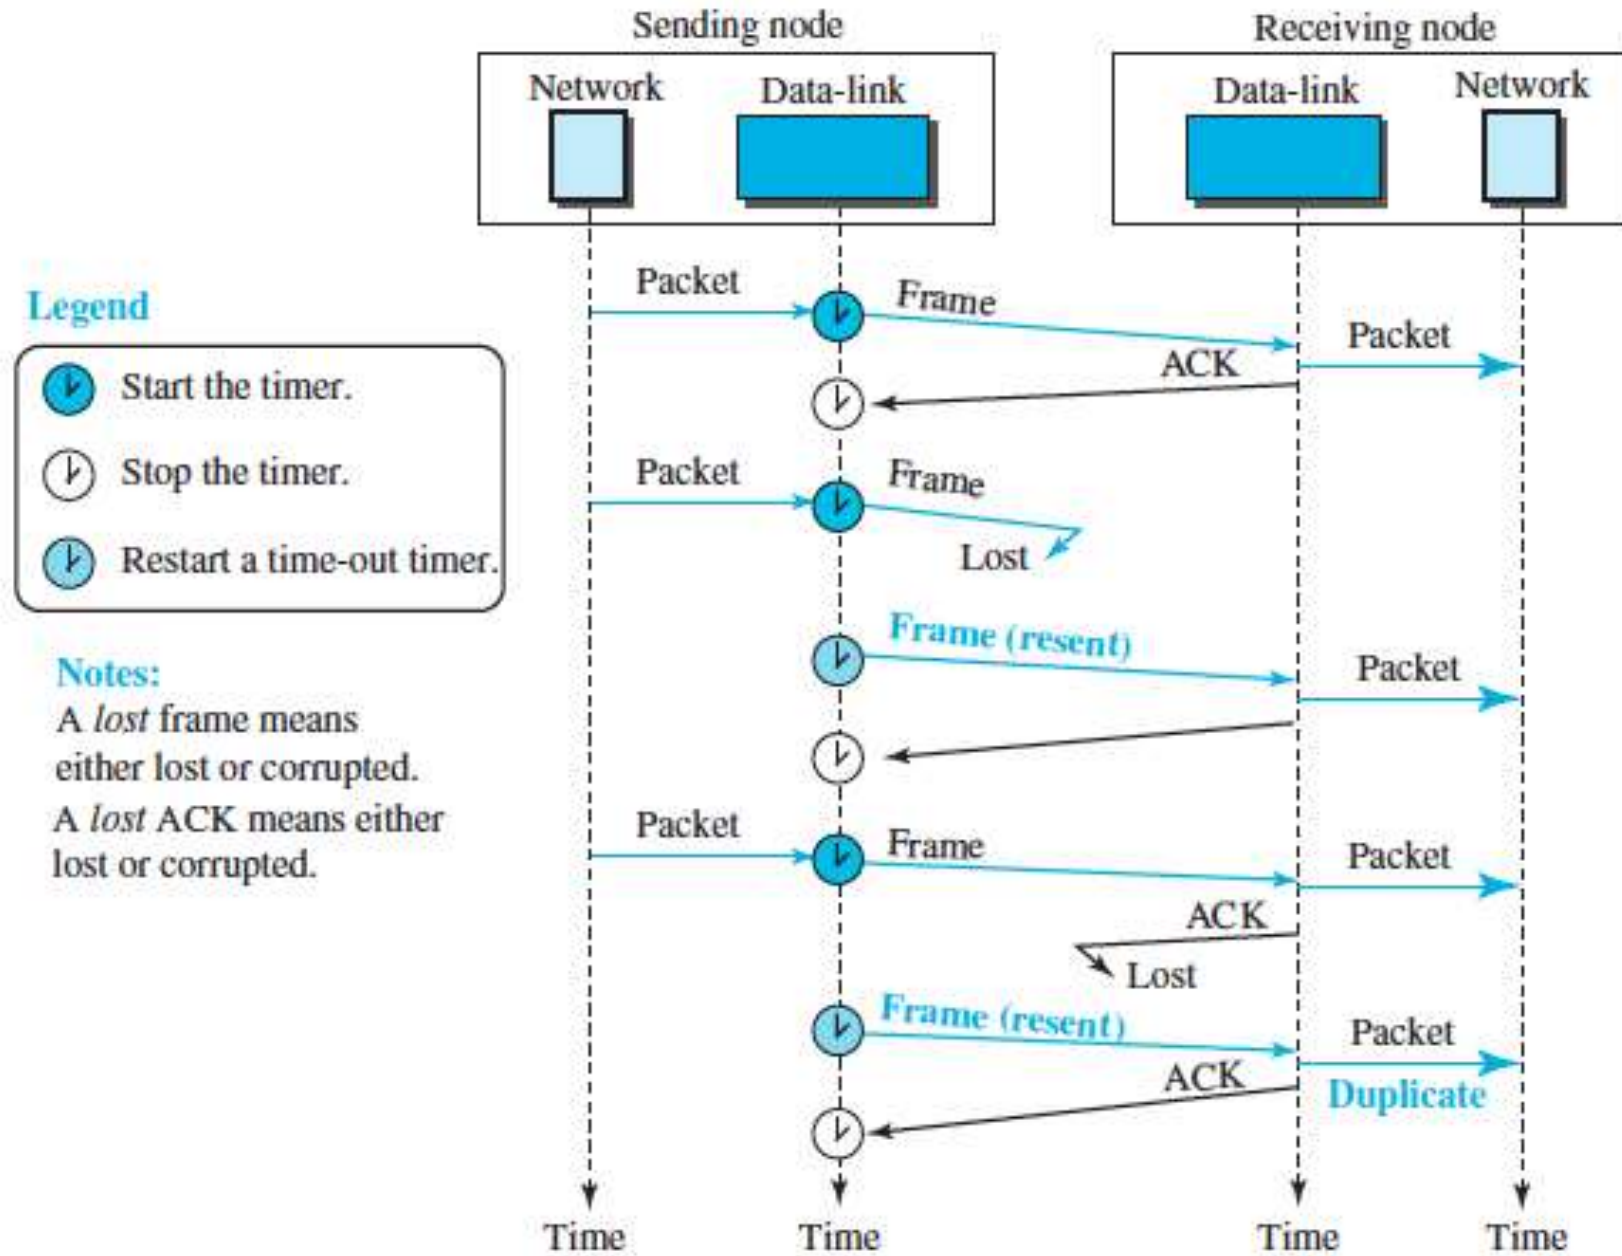 Sending node
Receiving node
Network
Data-link
Data-link
Network
Legend
Start the timer.
Stop the timer.
Restart a time-out timer.
Notes:
A lost frame means
either lost or corrupted.
A lost ACK means either
lost or corrupted.
Packet
Frame
Packet
ACK
Packet
Frame
Lost
Frame (resent)
Packet
Packet
Frame
Packet
ACK
Lost
Frame (resent)
Packet
ACK
Duplicate
Time
Time
Time
Time